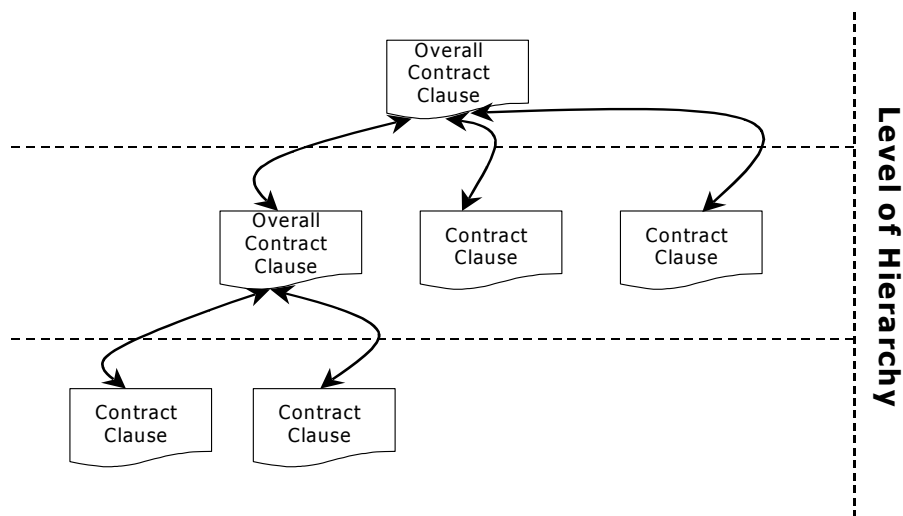 Overall
Contract
Clause
Overall
Contract
Clause
Contract
Clause
Contract
Clause
Contract
Clause
Contract
Clause
Level of Hierarchy